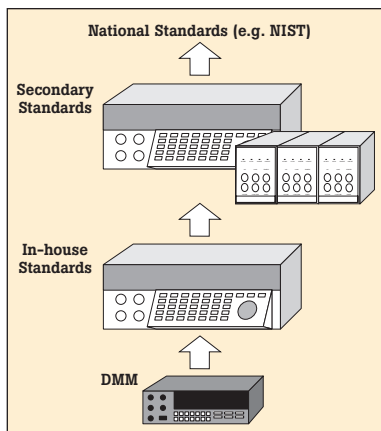 National Standards (e.g. NIST)
Secondary
Standards
In-house
Standards
DMM